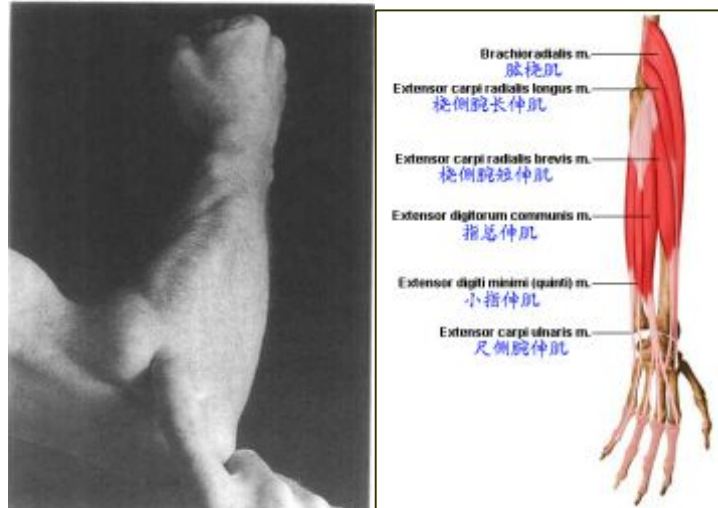 Brachioradialis m.
肱桡肌
Extensor carpi radialis longus m.
桡侧腕长伸肌
Extensor carpi radialis brevis m.
桡侧腕短伸肌
Extensor digitorum communis m.
指总伸肌
Extensor digiti minimi (quinti) m.
小指伸肌
Extensor carpi ulnaris m.
尺侧腕伸肌